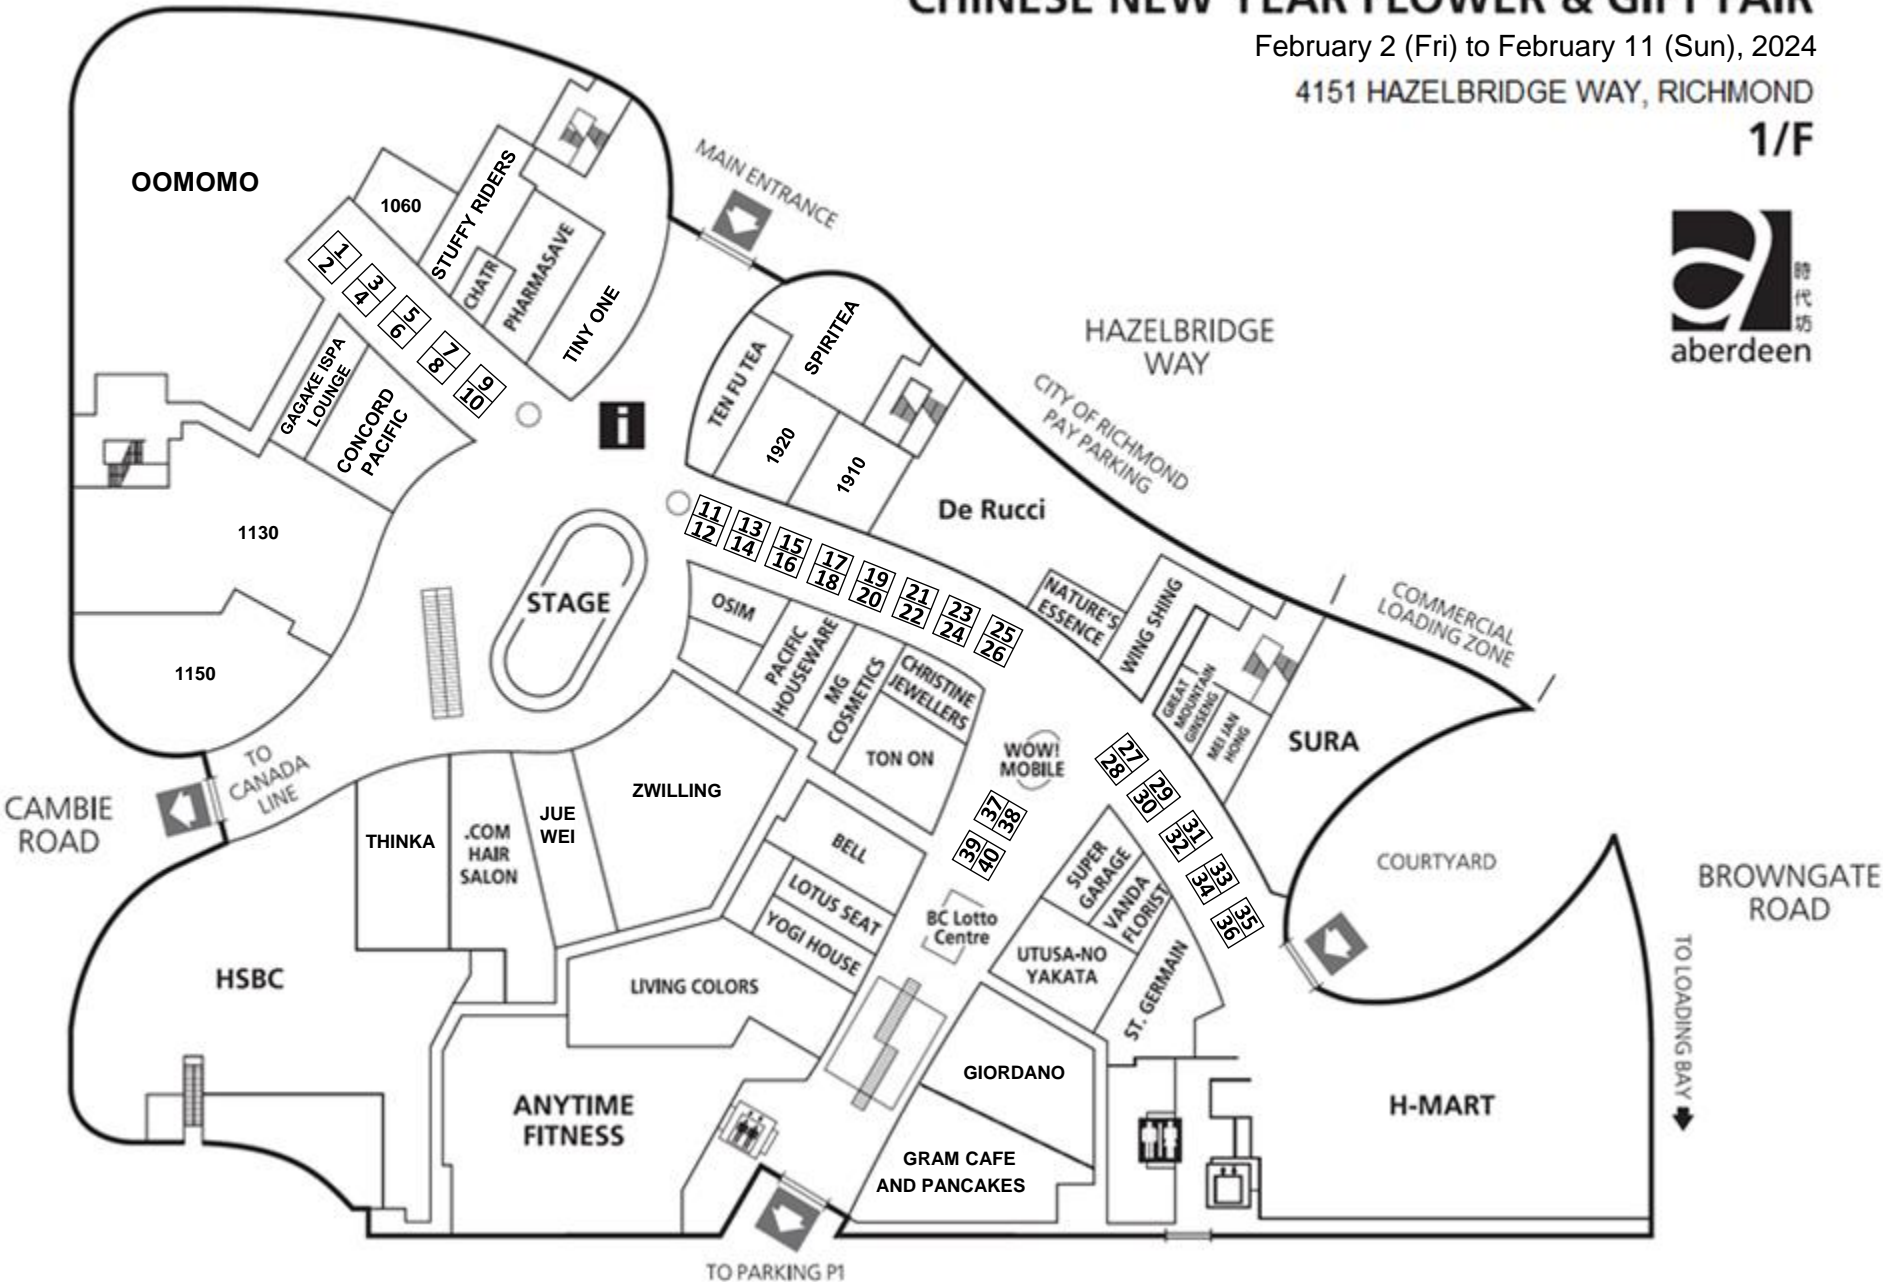 CHINESE NEW YEAR FLOWER & GIFT FAIR
February 2 (Fri) to February 11 (Sun), 2024
4151 HAZELBRIDGE WAY, RICHMOND
1/F
時
代
坊
aberdeen
MAIN ENTRANCE
HAZELBRIDGE
WAY
CITY OF RICHMOND
PAY PARKING
COMMERCIAL
LOADING ZONE
COURTYARD
BROWNGATE
ROAD
TO LOADING BAY
OOMOMO
1060
STUFFY RIDERS
CHATR
PHARMASAVE
TINY ONE
1
2
3
4
5
6
7
8
9
10
GAGAKE ISPA
LOUNGE
CONCORD
PACIFIC
i
TEN FU TEA
SPIRITEA
1920
1910
De Rucci
1130
1150
STAGE
11
12
13
14
15
16
17
18
19
20
21
22
23
24
25
26
OSIM
PACIFIC
HOUSEWARE
MG
COSMETICS
CHRISTINE
JEWELLERS
TON ON
NATURE'S
ESSENCE
WING SHING
GREAT
MOUNTAIN
GINSENG
MEI JAN
HONG
SURA
WOW!
MOBILE
27
28
29
30
31
32
33
34
35
36
37
38
39
40
TO
CANADA
LINE
CAMBIE
ROAD
THINKA
.COM
HAIR
SALON
JUE
WEI
ZWILLING
BELL
LOTUS SEAT
YOGI HOUSE
LIVING COLORS
BC Lotto
Centre
SUPER
GARAGE
VANDA
FLORIST
UTUSA-NO
YAKATA
ST. GERMAIN
HSBC
ANYTIME
FITNESS
GIORDANO
GRAM CAFE
AND PANCAKES
H-MART
TO PARKING P1